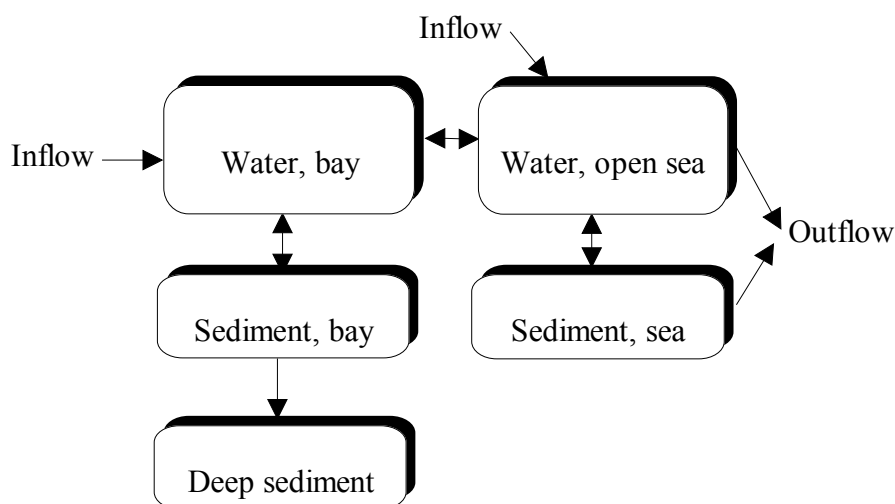 Inflow
Inflow
Water, bay
Water, open sea
Outflow
Sediment, bay
Sediment, sea
Deep sediment